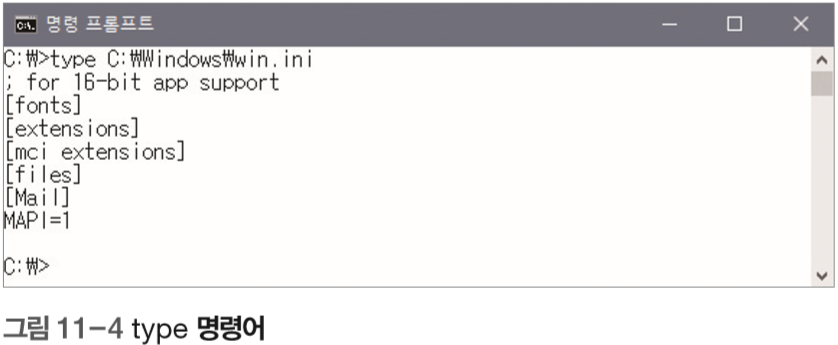 명령 프롬프트
C:₩>type C:₩Windows₩win.ini
; for 16-bit app support
[fonts]
[extensions]
[mci extensions]
[files]
[Mail]
MAPI=1
C:₩>
그림 11-4 type 명령어